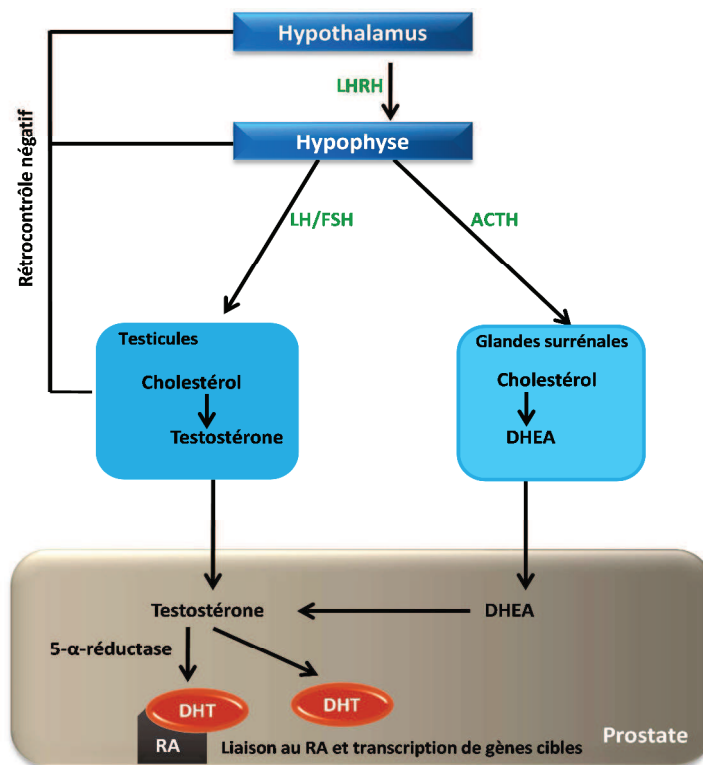 Hypothalamus
LHRH
Rétrocontrôle négatif
Hypophyse
LH/FSH
ACTH
Testicules
Cholestérol
Testostérone
Glandes surrénales
Cholestérol
DHEA
Testostérone
DHEA
5-α-réductase
DHT
DHT
RA
Liaison au RA et transcription de gènes cibles
Prostate